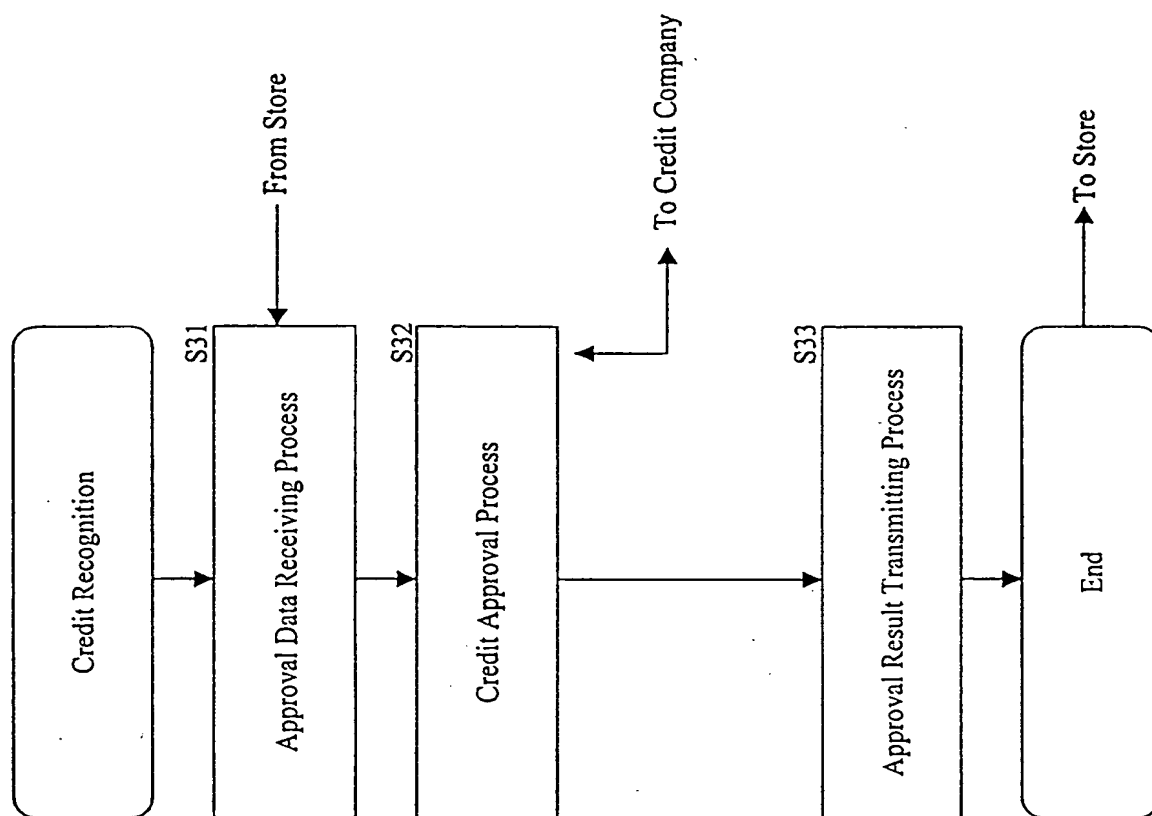 Credit Recognition
S31
Approval Data Receiving Process
From Store
S32
Credit Approval Process
To Credit Company
S33
Approval Result Transmitting Process
End
To Store